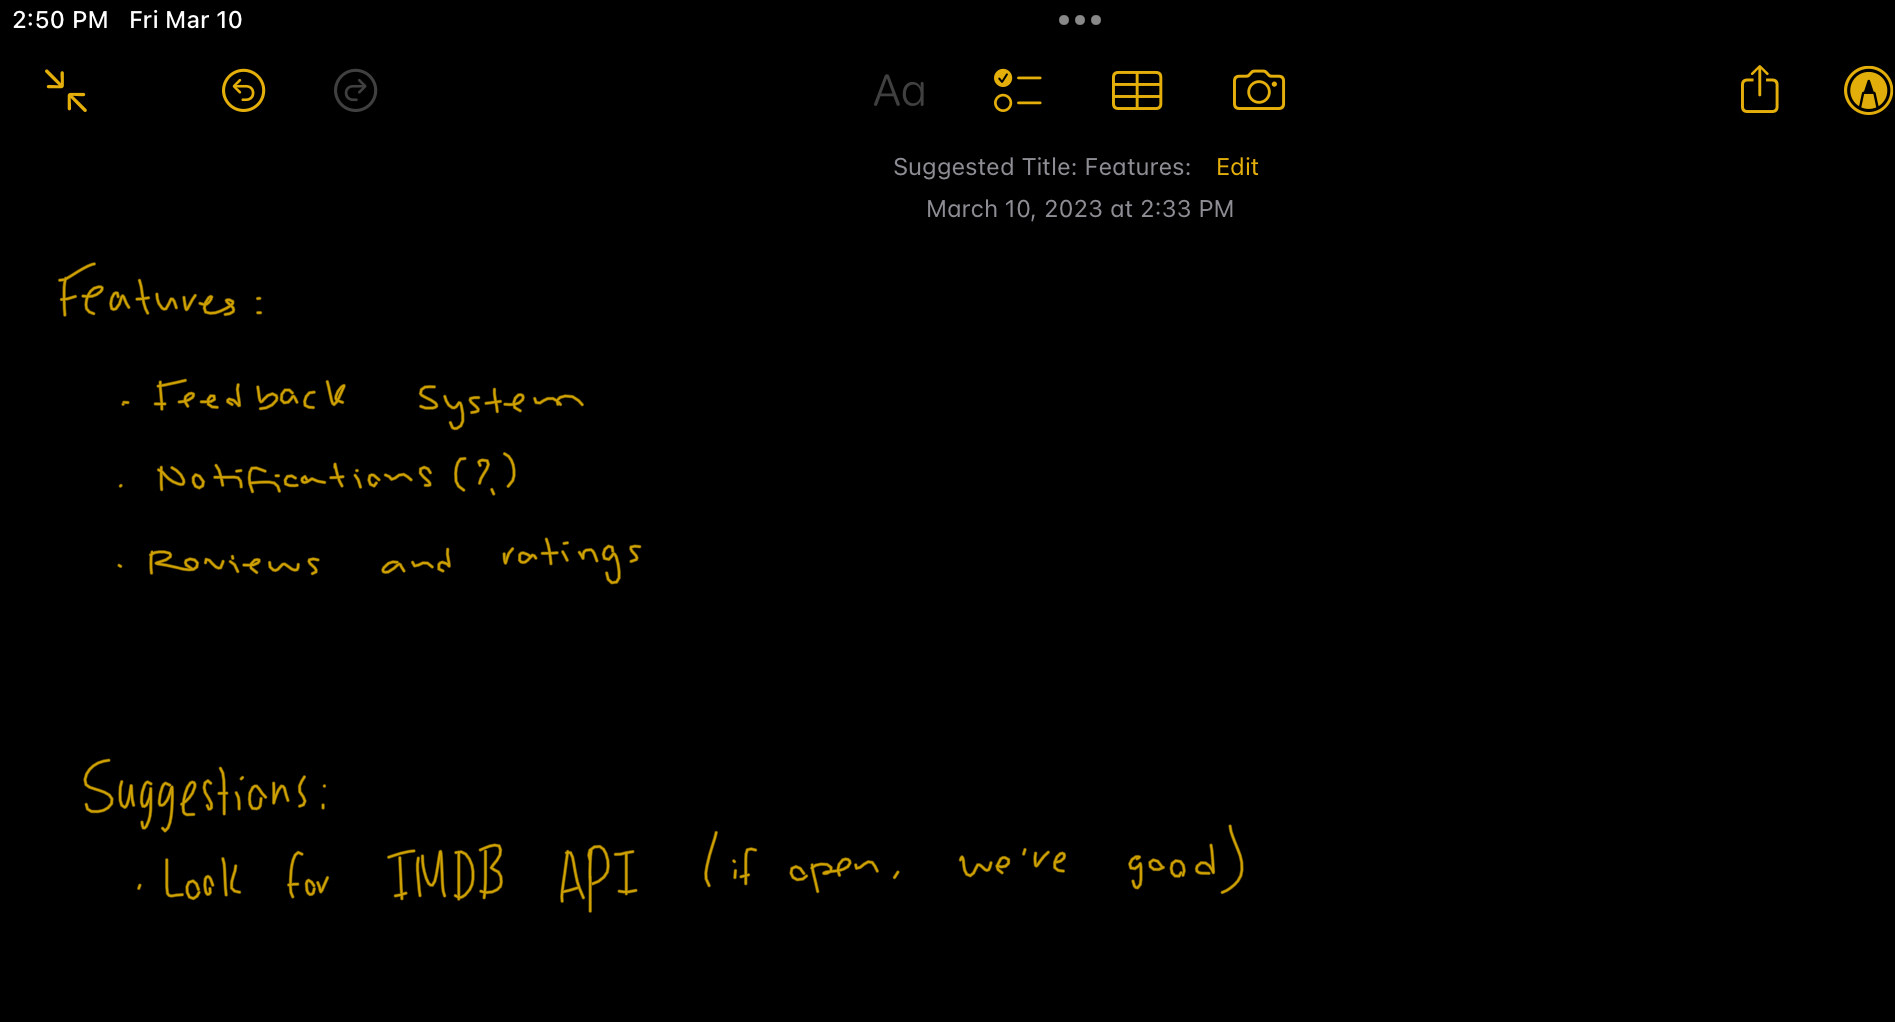 2:50 PM Fri Mar 10
Aa
Suggested Title: Features: Edit
March 10, 2023 at 2:33 PM
Features:
· Feedback System
· Notifications (?)
· Reviews and ratings
Suggestions:
· Look for IMDB API (if open, we've good)